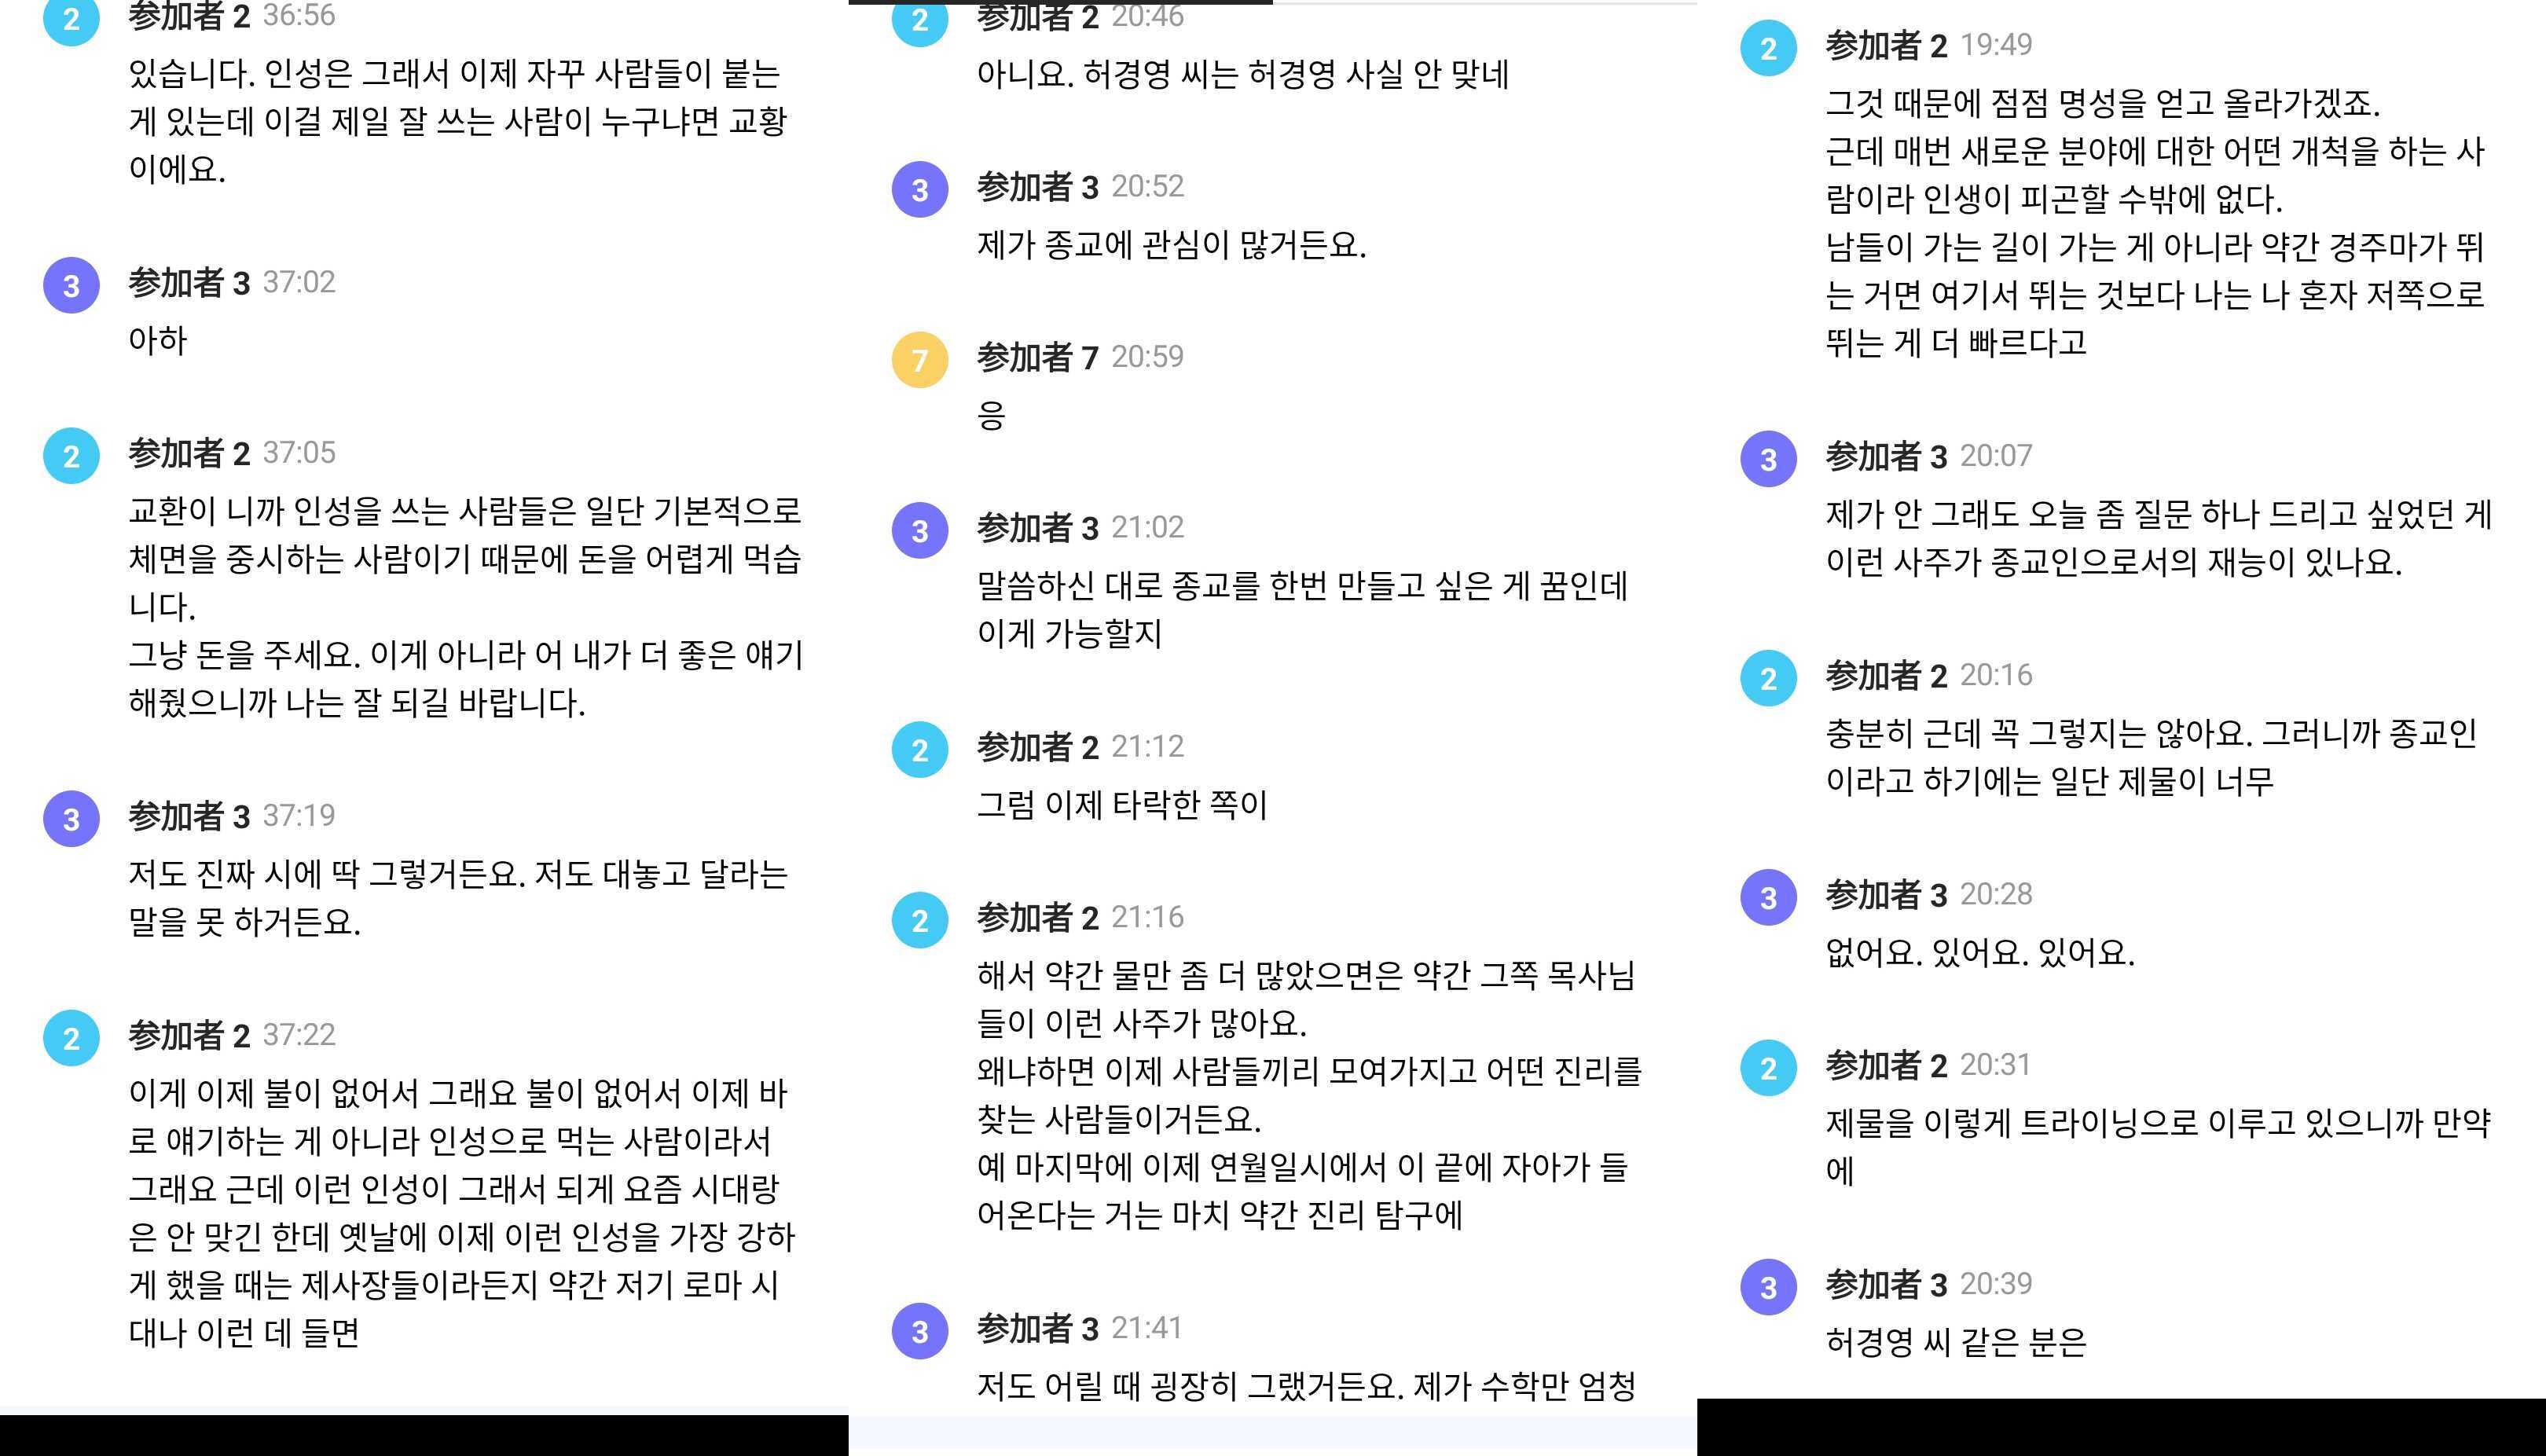 2
参加者 2 36:56
있습니다. 인성은 그래서 이제 자꾸 사람들이 붙는
게 있는데 이걸 제일 잘 쓰는 사람이 누구냐면 교황
이에요.
3
参加者 3 37:02
아하
2
参加者 2 37:05
교환이 니까 인성을 쓰는 사람들은 일단 기본적으로
체면을 중시하는 사람이기 때문에 돈을 어렵게 먹습
니다.
그냥 돈을 주세요. 이게 아니라 어 내가 더 좋은 얘기
해줬으니까 나는 잘 되길 바랍니다.
3
参加者 3 37:19
저도 진짜 시에 딱 그렇거든요. 저도 대놓고 달라는
말을 못 하거든요.
2
参加者 2 37:22
이게 이제 불이 없어서 그래요 불이 없어서 이제 바
로 얘기하는 게 아니라 인성으로 먹는 사람이라서
그래요 근데 이런 인성이 그래서 되게 요즘 시대랑
은 안 맞긴 한데 옛날에 이제 이런 인성을 가장 강하
게 했을 때는 제사장들이라든지 약간 저기 로마 시
대나 이런 데 들면
2
参加者 2 20:46
아니요. 허경영 씨는 허경영 사실 안 맞네
3
参加者 3 20:52
제가 종교에 관심이 많거든요.
7
参加者 7 20:59
응
3
参加者 3 21:02
말씀하신 대로 종교를 한번 만들고 싶은 게 꿈인데
이게 가능할지
2
参加者 2 21:12
그럼 이제 타락한 쪽이
2
参加者 2 21:16
해서 약간 물만 좀 더 많았으면은 약간 그쪽 목사님
들이 이런 사주가 많아요.
왜냐하면 이제 사람들끼리 모여가지고 어떤 진리를
찾는 사람들이거든요.
예 마지막에 이제 연월일시에서 이 끝에 자아가 들
어온다는 거는 마치 약간 진리 탐구에
3
参加者 3 21:41
저도 어릴 때 굉장히 그랬거든요. 제가 수학만 엄청
2
参加者 2 19:49
그것 때문에 점점 명성을 얻고 올라가겠죠.
근데 매번 새로운 분야에 대한 어떤 개척을 하는 사
람이라 인생이 피곤할 수밖에 없다.
남들이 가는 길이 가는 게 아니라 약간 경주마가 뛰
는 거면 여기서 뛰는 것보다 나는 나 혼자 저쪽으로
뛰는 게 더 빠르다고
3
参加者 3 20:07
제가 안 그래도 오늘 좀 질문 하나 드리고 싶었던 게
이런 사주가 종교인으로서의 재능이 있나요.
2
参加者 2 20:16
충분히 근데 꼭 그렇지는 않아요. 그러니까 종교인
이라고 하기에는 일단 제물이 너무
3
参加者 3 20:28
없어요. 있어요. 있어요.
2
参加者 2 20:31
제물을 이렇게 트라이닝으로 이루고 있으니까 만약
에
3
参加者 3 20:39
허경영 씨 같은 분은